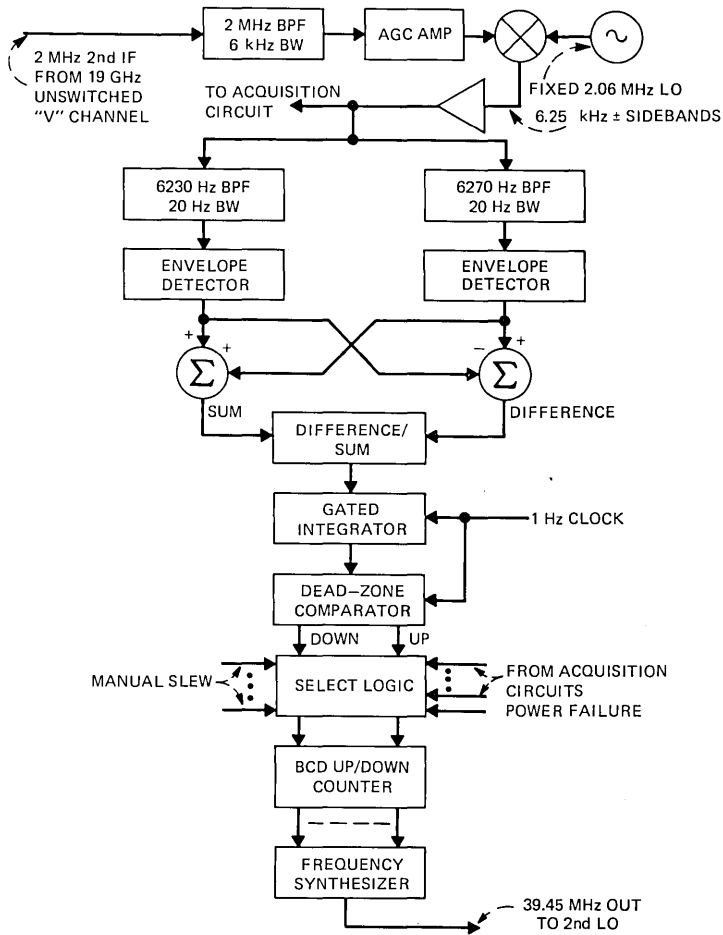 2 MHz BPF
6 kHz BW
AGC AMP
~
2 MHz 2nd IF
FROM 19 GHz
UNSWITCHED
"V" CHANNEL
TO ACQUISITION
CIRCUIT
FIXED 2.06 MHz LO
6.25 kHz ± SIDEBANDS
6230 Hz BPF
20 Hz BW
6270 Hz BPF
20 Hz BW
ENVELOPE
DETECTOR
ENVELOPE
DETECTOR
+ +
− +
Σ
Σ
SUM
DIFFERENCE
DIFFERENCE/
SUM
GATED
INTEGRATOR
1 Hz CLOCK
DEAD–ZONE
COMPARATOR
DOWN
UP
MANUAL SLEW
SELECT LOGIC
FROM ACQUISITION
CIRCUITS
POWER FAILURE
BCD UP/DOWN
COUNTER
FREQUENCY
SYNTHESIZER
39.45 MHz OUT
TO 2nd LO